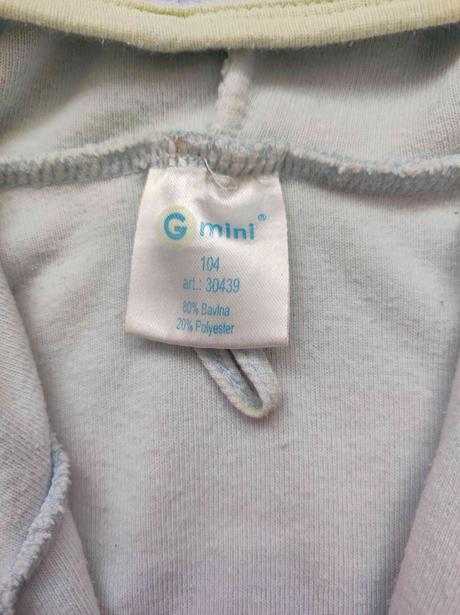 G mini®
104
art.: 30439
80% Bavlna
20% Polyester